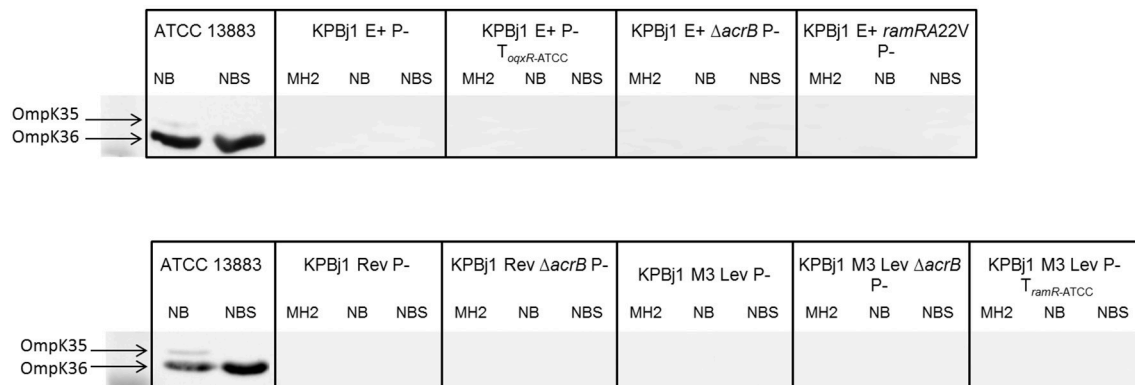 ATCC 13883 KPBj1 E+ P- KPBj1 E+ P- KPBj1 E+ ΔacrB P- KPBj1 E+ ramRA22V
ToqxR-ATCC P-
NB NBS MH2 NB NBS MH2 NB NBS MH2 NB NBS MH2 NB NBS
OmpK35
OmpK36
ATCC 13883 KPBj1 Rev P- KPBj1 Rev ΔacrB P- KPBj1 M3 Lev P- KPBj1 M3 Lev ΔacrB KPBj1 M3 Lev P-
P- TramR-ATCC
NB NBS MH2 NB NBS MH2 NB NBS MH2 NB NBS MH2 NB NBS MH2 NB NBS
OmpK35
OmpK36